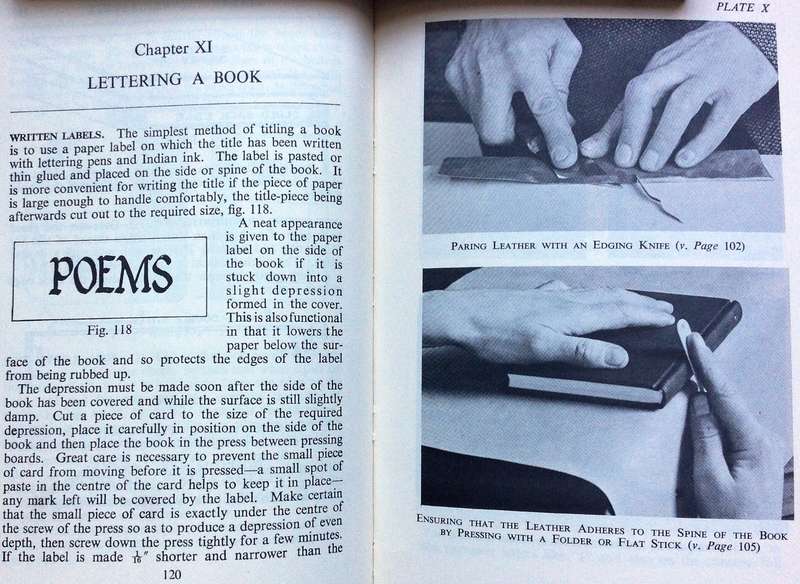 Chapter XI
LETTERING A BOOK
WRITTEN LABELS. The simplest method of titling a book
is to use a paper label on which the title has been written
with lettering pens and Indian ink. The label is pasted or
thin glued and placed on the side or spine of the book. It
is more convenient for writing the title if the piece of paper
is large enough to handle comfortably, the title-piece being
afterwards cut out to the required size, fig. 118.
A neat appearance
is given to the paper
label on the side of
the book if it is
stuck down into a
slight depression
formed in the cover.
This is also functional
in that it lowers the
paper below the sur-
POEMS
Fig. 118
face of the book and so protects the edges of the label
from being rubbed up.
The depression must be made soon after the side of the
book has been covered and while the surface is still slightly
damp. Cut a piece of card to the size of the required
depression, place it carefully in position on the side of the
book and then place the book in the press between pressing
boards. Great care is necessary to prevent the small piece
of card from moving before it is pressed—a small spot of
paste in the centre of the card helps to keep it in place—
any mark left will be covered by the label. Make certain
that the small piece of card is exactly under the centre of
the screw of the press so as to produce a depression of even
depth, then screw down the press tightly for a few minutes.
If the label is made 1/16″ shorter and narrower than the
120
PLATE X
PARING LEATHER WITH AN EDGING KNIFE (v. Page 102)
ENSURING THAT THE LEATHER ADHERES TO THE SPINE OF THE BOOK
BY PRESSING WITH A FOLDER OR FLAT STICK (v. Page 105)